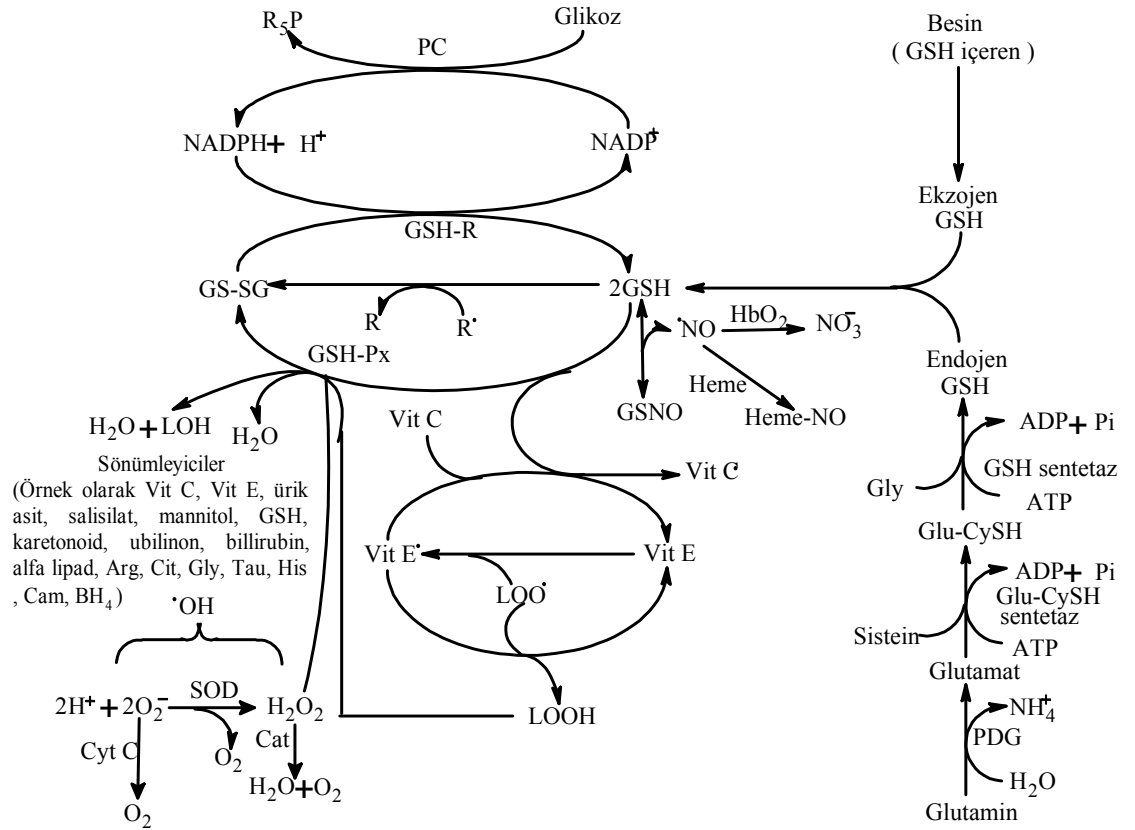 R5P
Glikoz
PC
Besin
( GSH içeren )
NADPH+ H+
NADP+
Ekzojen
GSH
GSH-R
GS-SG
2GSH
R
R·
·NO
HbO2
NO3-
GSH-Px
Heme
GSNO
Heme-NO
Endojen
GSH
H2O+LOH
H2O
Vit C
Vit C·
ADP+ Pi
GSH sentetaz
Gly
ATP
Sönümleyiciler
(Örnek olarak Vit C, Vit E, ürik
asit, salisilat, mannitol, GSH,
karetonoid, ubilinon, billirubin,
alfa lipad, Arg, Cit, Gly, Tau, His
, Cam, BH4)
Glu-CySH
Vit E·
Vit E
LOO·
ADP+ Pi
Glu-CySH
sentetaz
Sistein
ATP
·OH
Glutamat
2H+ + 2O2-
SOD
H2O2
LOOH
NH4+
Cyt C
O2
Cat
PDG
H2O+O2
H2O
O2
Glutamin